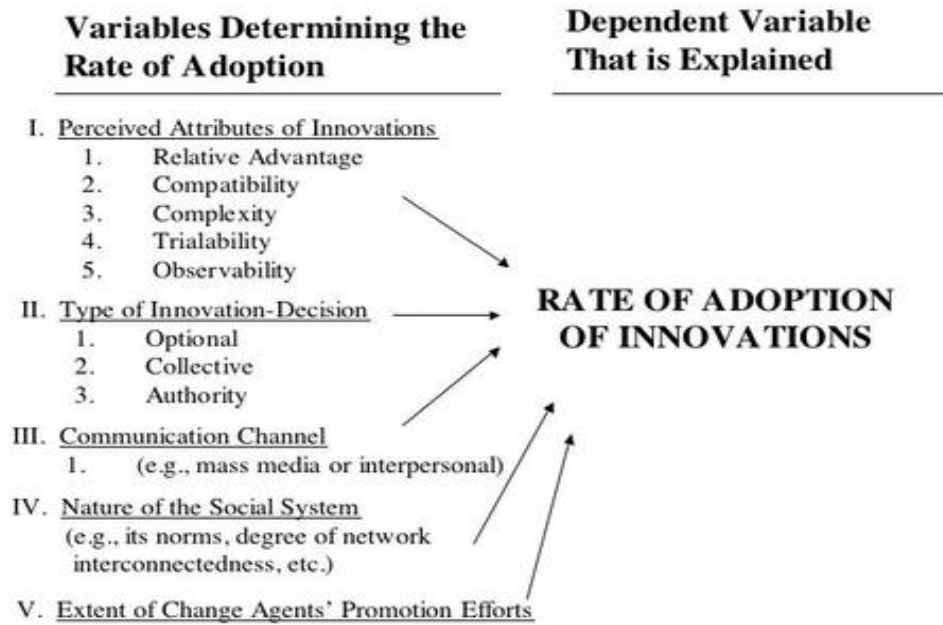 Variables Determining the
Rate of Adoption
Dependent Variable
That is Explained
I. Perceived Attributes of Innovations
1. Relative Advantage
2. Compatibility
3. Complexity
4. Trialability
5. Observability
II. Type of Innovation-Decision
1. Optional
2. Collective
3. Authority
III. Communication Channel
1. (e.g., mass media or interpersonal)
IV. Nature of the Social System
(e.g., its norms, degree of network
interconnectedness, etc.)
V. Extent of Change Agents' Promotion Efforts
RATE OF ADOPTION
OF INNOVATIONS